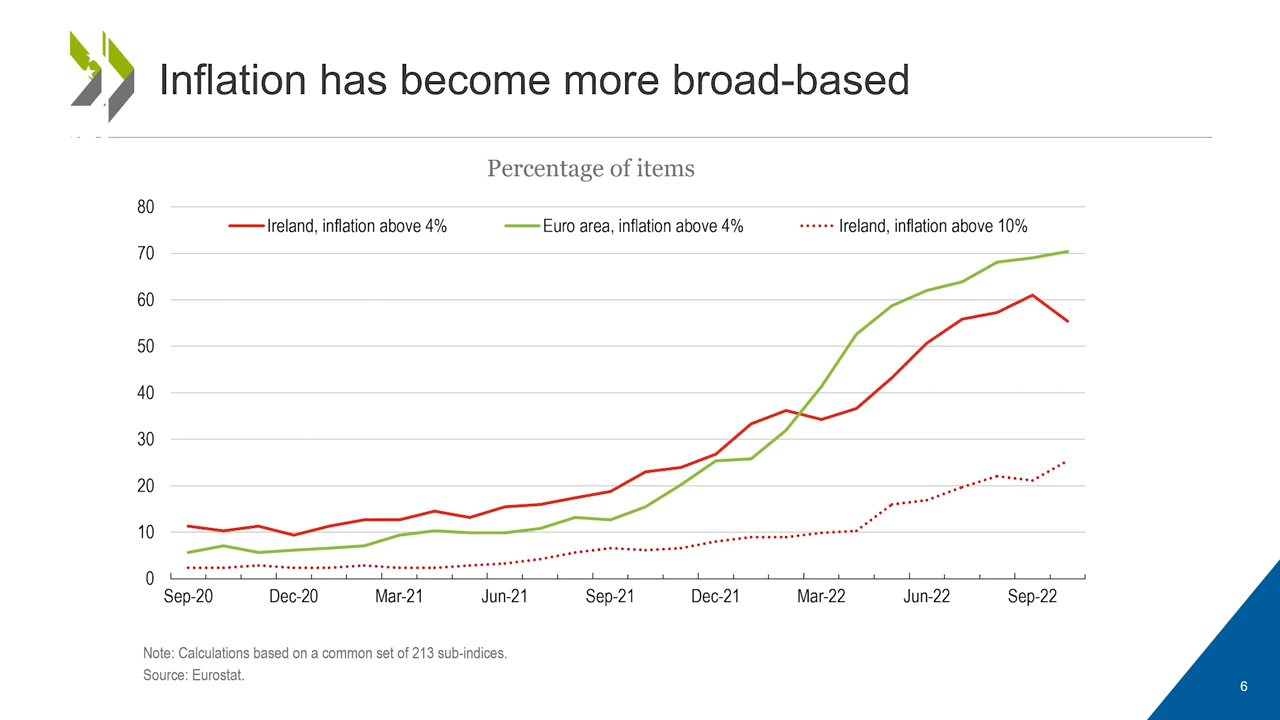 Inflation has become more broad-based
Percentage of items
Ireland, inflation above 4% Euro area, inflation above 4% Ireland, inflation above 10%
80
70
60
50
40
30
20
10
0
Sep-20 Dec-20 Mar-21 Jun-21 Sep-21 Dec-21 Mar-22 Jun-22 Sep-22
Note: Calculations based on a common set of 213 sub-indices.
Source: Eurostat.
6